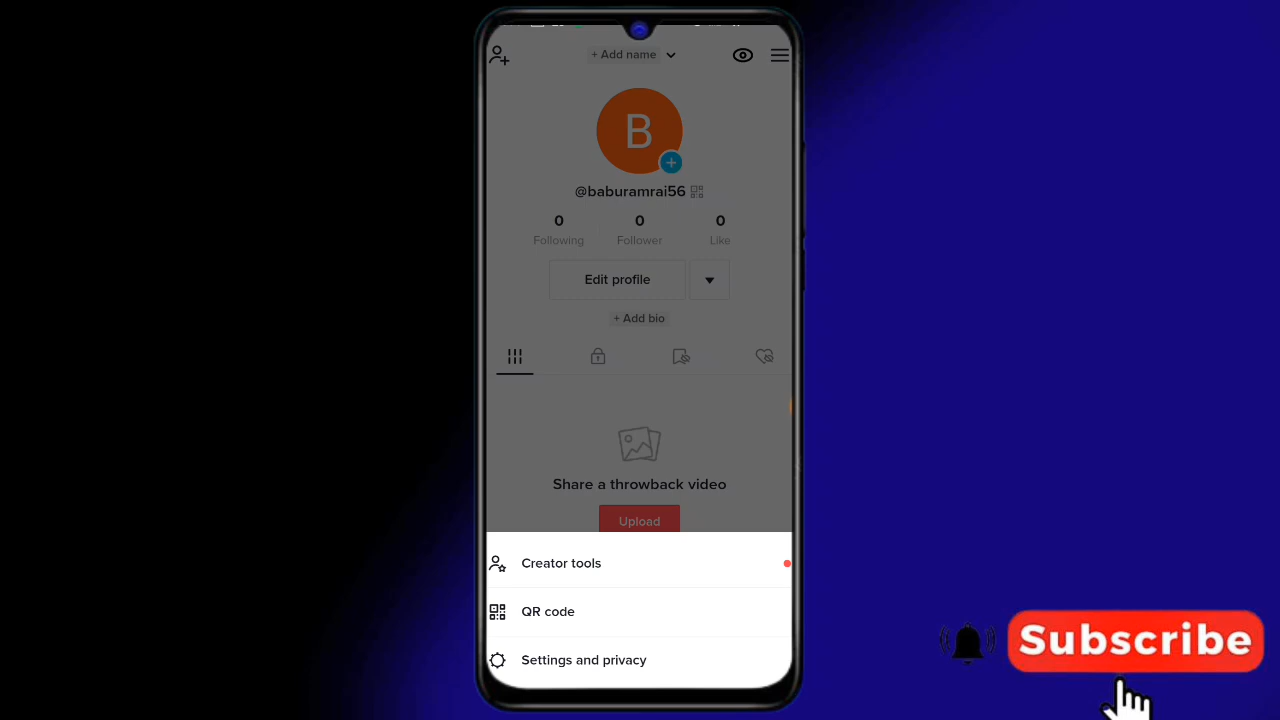 + Add name
B
@baburamrai56
0 0 0
Following Follower Like
Edit profile
+ Add bio
Share a throwback video
Upload
Creator tools
QR code
Settings and privacy
Subscribe